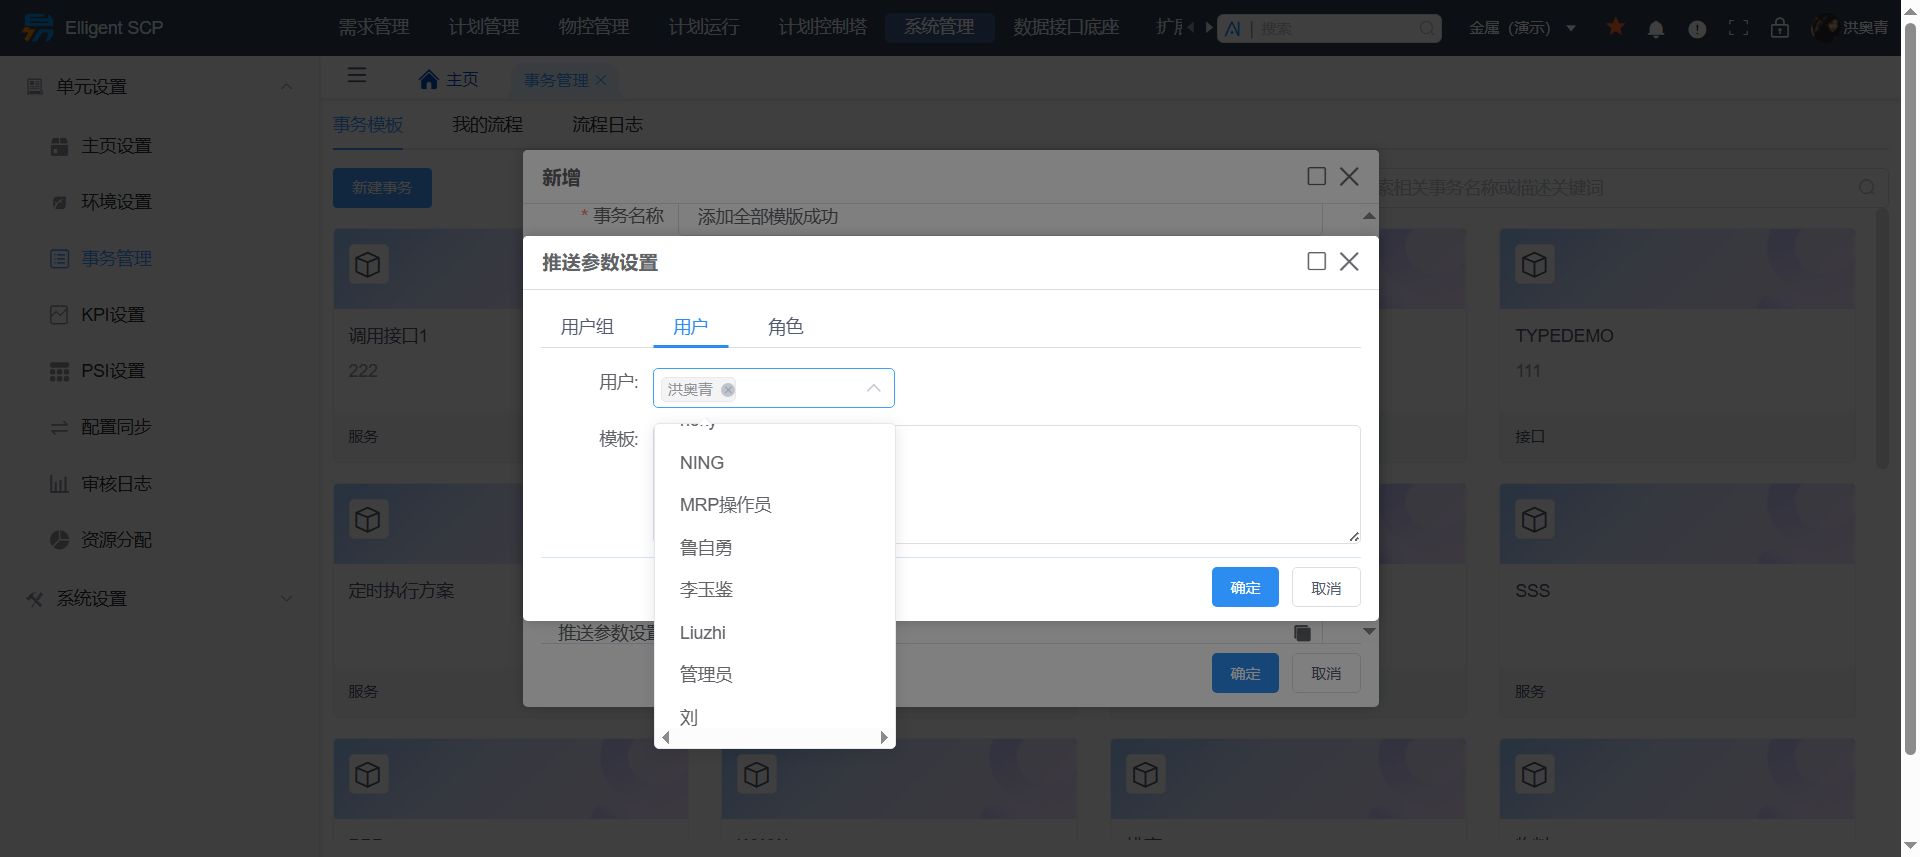 Elligent SCP
需求管理
计划管理
物控管理
计划运行
计划控制塔
系统管理
数据接口底座
搜索
金属（演示）
洪奥青
单元设置
主页设置
环境设置
事务管理
KPI设置
PSI设置
配置同步
审核日志
资源分配
系统设置
主页
事务管理
事务模板
我的流程
流程日志
新建事务
索相关事务名称或描述关键词
新增
* 事务名称
添加全部模版成功
推送参数设置
用户组
用户
角色
用户:
洪奥青
模板:
NING
MRP操作员
鲁自勇
李玉鉴
Liuzhi
管理员
刘
确定
取消
推送参数设置
确定
取消
调用接口1
222
服务
TYPEDEMO
111
接口
定时执行方案
服务
SSS
服务